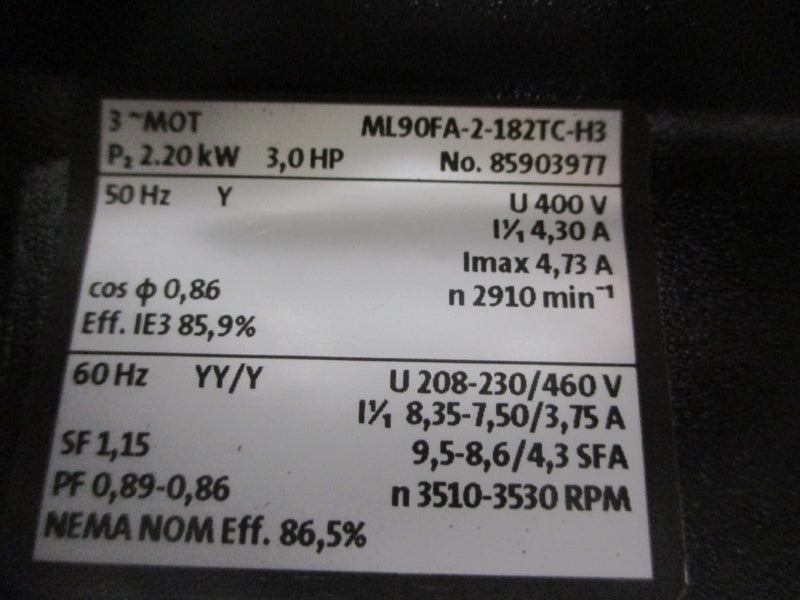 3 ~MOT ML90FA-2-182TC-H3
P₂ 2.20 kW 3,0 HP No. 85903977
50 Hz Y U 400 V
I¹⁄₁ 4,30 A
Imax 4,73 A
cos ϕ 0,86 n 2910 min⁻¹
Eff. IE3 85,9%
60 Hz YY/Y U 208-230/460 V
I¹⁄₁ 8,35-7,50/3,75 A
SF 1,15 9,5-8,6/4,3 SFA
PF 0,89-0,86 n 3510-3530 RPM
NEMA NOM Eff. 86,5%